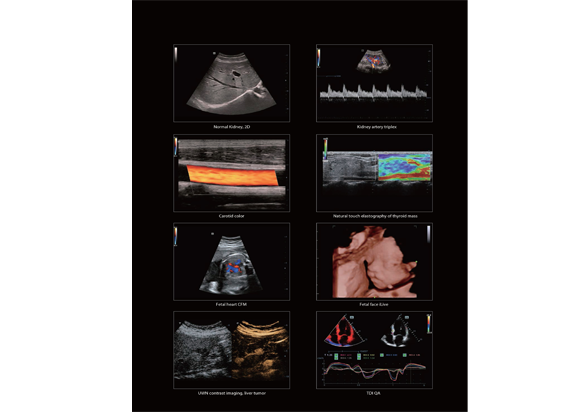 Normal Kidney, 2D
Kidney artery triplex
Carotid color
Natural touch elastography of thyroid mass
Fetal heart CFM
Fetal face iLive
UWN contrast imaging, liver tumor
TDI QA